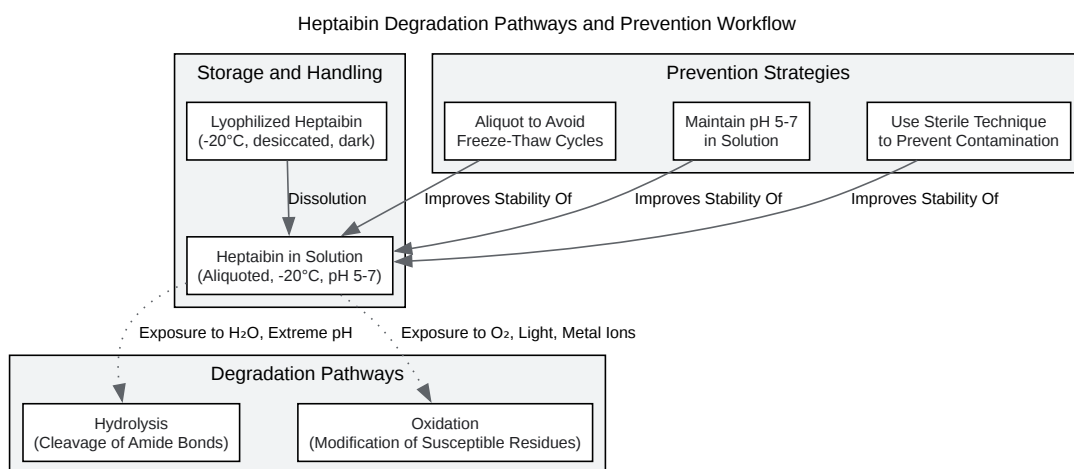 Heptaibin Degradation Pathways and Prevention Workflow
Storage and Handling
Prevention Strategies
Lyophilized Heptaibin
(-20°C, desiccated, dark)
Aliquot to Avoid
Freeze-Thaw Cycles
Maintain pH 5-7
in Solution
Use Sterile Technique
to Prevent Contamination
Dissolution
Improves Stability Of
Improves Stability Of
Improves Stability Of
Heptaibin in Solution
(Aliquoted, -20°C, pH 5-7)
Exposure to H₂O, Extreme pH
Exposure to O₂, Light, Metal Ions
Degradation Pathways
Hydrolysis
(Cleavage of Amide Bonds)
Oxidation
(Modification of Susceptible Residues)